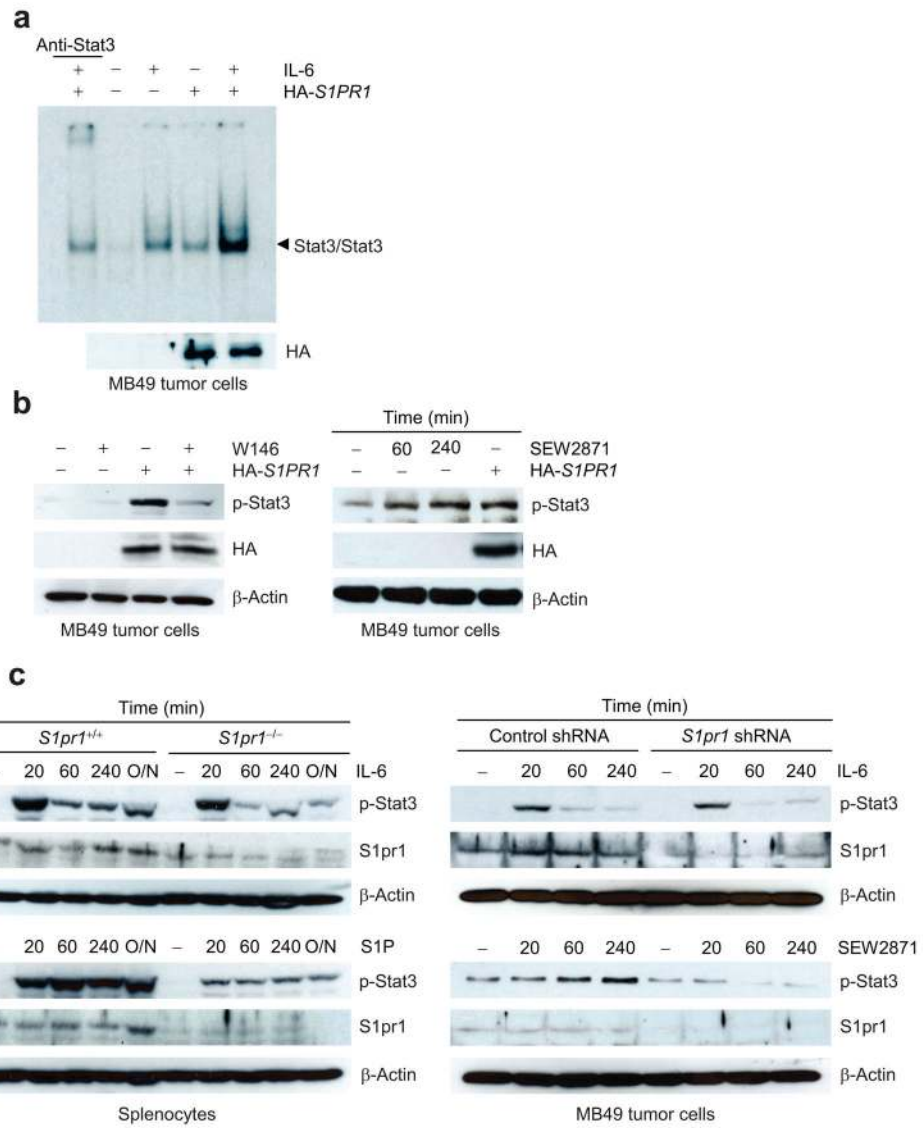 a
Anti-Stat3
+ – + – + IL-6
+ – – + + HA-S1PR1
Stat3/Stat3
HA
MB49 tumor cells
b
– + – + W146
– – + + HA-S1PR1
p-Stat3
HA
β-Actin
MB49 tumor cells
Time (min)
– 60 240 – SEW2871
– – – + HA-S1PR1
p-Stat3
HA
β-Actin
MB49 tumor cells
c
Time (min)
S1pr1+/+ S1pr1–/–
20 60 240 O/N – 20 60 240 O/N IL-6
p-Stat3
S1pr1
β-Actin
20 60 240 O/N – 20 60 240 O/N S1P
p-Stat3
S1pr1
β-Actin
Splenocytes
Time (min)
Control shRNA S1pr1 shRNA
– 20 60 240 – 20 60 240 IL-6
p-Stat3
S1pr1
β-Actin
– 20 60 240 – 20 60 240 SEW2871
p-Stat3
S1pr1
β-Actin
MB49 tumor cells